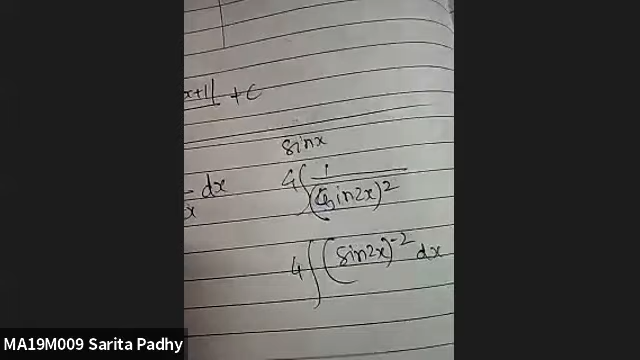 x+1| + C
sinx
dx 4∫ 1
x (sin2x)^2
4∫(sin2x)^-2 dx
MA19M009 Sarita Padhy